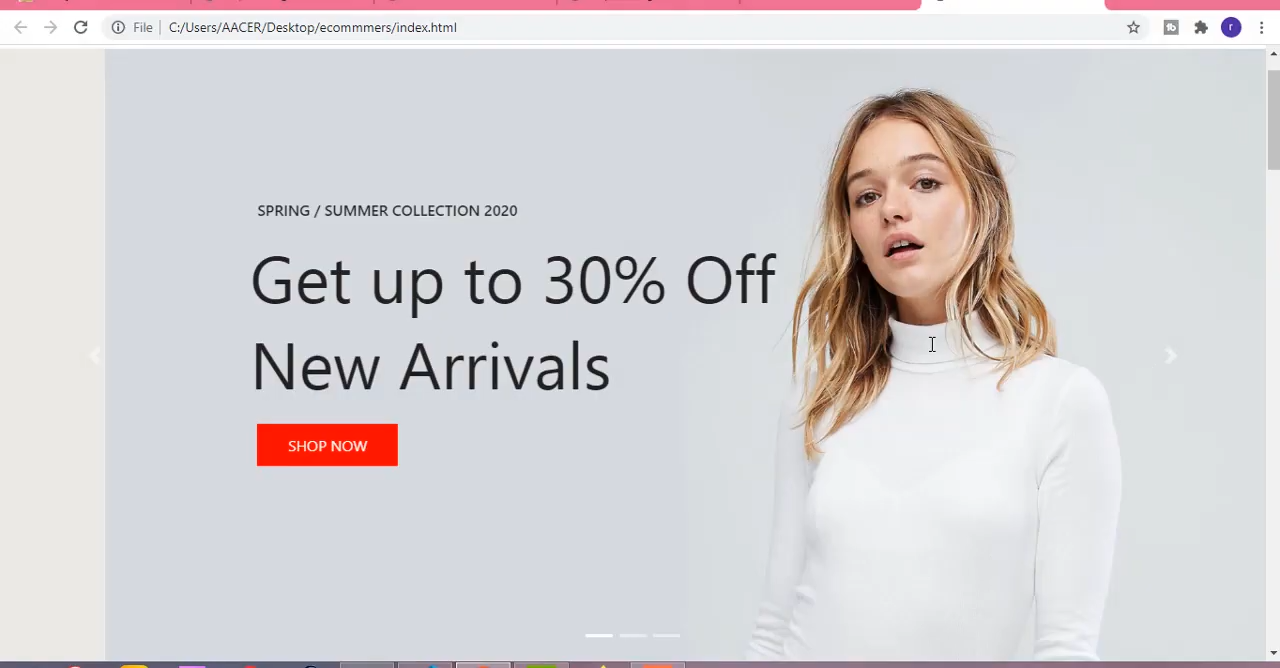 File
C:/Users/AACER/Desktop/ecommmers/index.html
r
SPRING / SUMMER COLLECTION 2020
Get up to 30% Off
New Arrivals
SHOP NOW